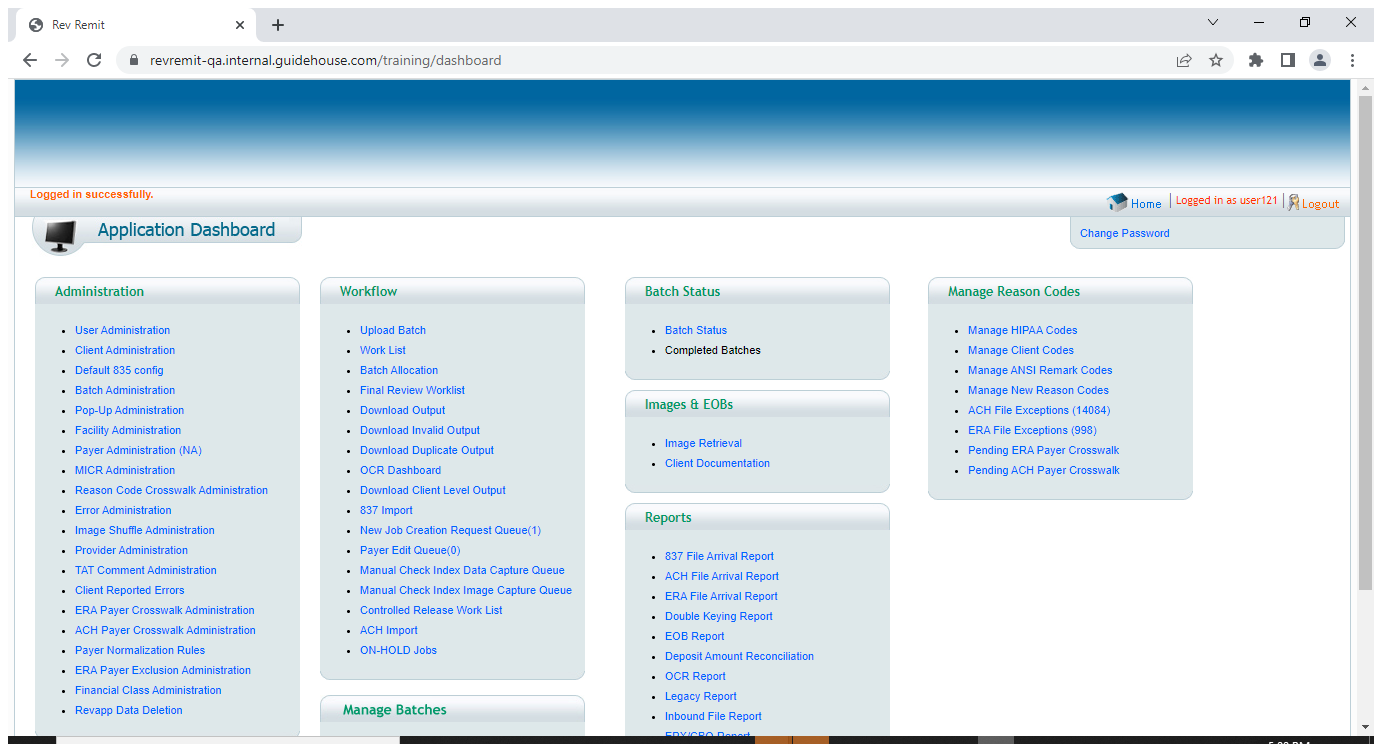 Rev Remit
revremit-qa.internal.guidehouse.com/training/dashboard
Logged in successfully.
Home
Logged in as user121
Logout
Application Dashboard
Change Password
Administration
User Administration
Client Administration
Default 835 config
Batch Administration
Pop-Up Administration
Facility Administration
Payer Administration (NA)
MICR Administration
Reason Code Crosswalk Administration
Error Administration
Image Shuffle Administration
Provider Administration
TAT Comment Administration
Client Reported Errors
ERA Payer Crosswalk Administration
ACH Payer Crosswalk Administration
Payer Normalization Rules
ERA Payer Exclusion Administration
Financial Class Administration
Revapp Data Deletion
Workflow
Upload Batch
Work List
Batch Allocation
Final Review Worklist
Download Output
Download Invalid Output
Download Duplicate Output
OCR Dashboard
Download Client Level Output
837 Import
New Job Creation Request Queue(1)
Payer Edit Queue(0)
Manual Check Index Data Capture Queue
Manual Check Index Image Capture Queue
Controlled Release Work List
ACH Import
ON-HOLD Jobs
Manage Batches
Batch Status
Batch Status
Completed Batches
Images & EOBs
Image Retrieval
Client Documentation
Reports
837 File Arrival Report
ACH File Arrival Report
ERA File Arrival Report
Double Keying Report
EOB Report
Deposit Amount Reconciliation
OCR Report
Legacy Report
Inbound File Report
Manage Reason Codes
Manage HIPAA Codes
Manage Client Codes
Manage ANSI Remark Codes
Manage New Reason Codes
ACH File Exceptions (14084)
ERA File Exceptions (998)
Pending ERA Payer Crosswalk
Pending ACH Payer Crosswalk